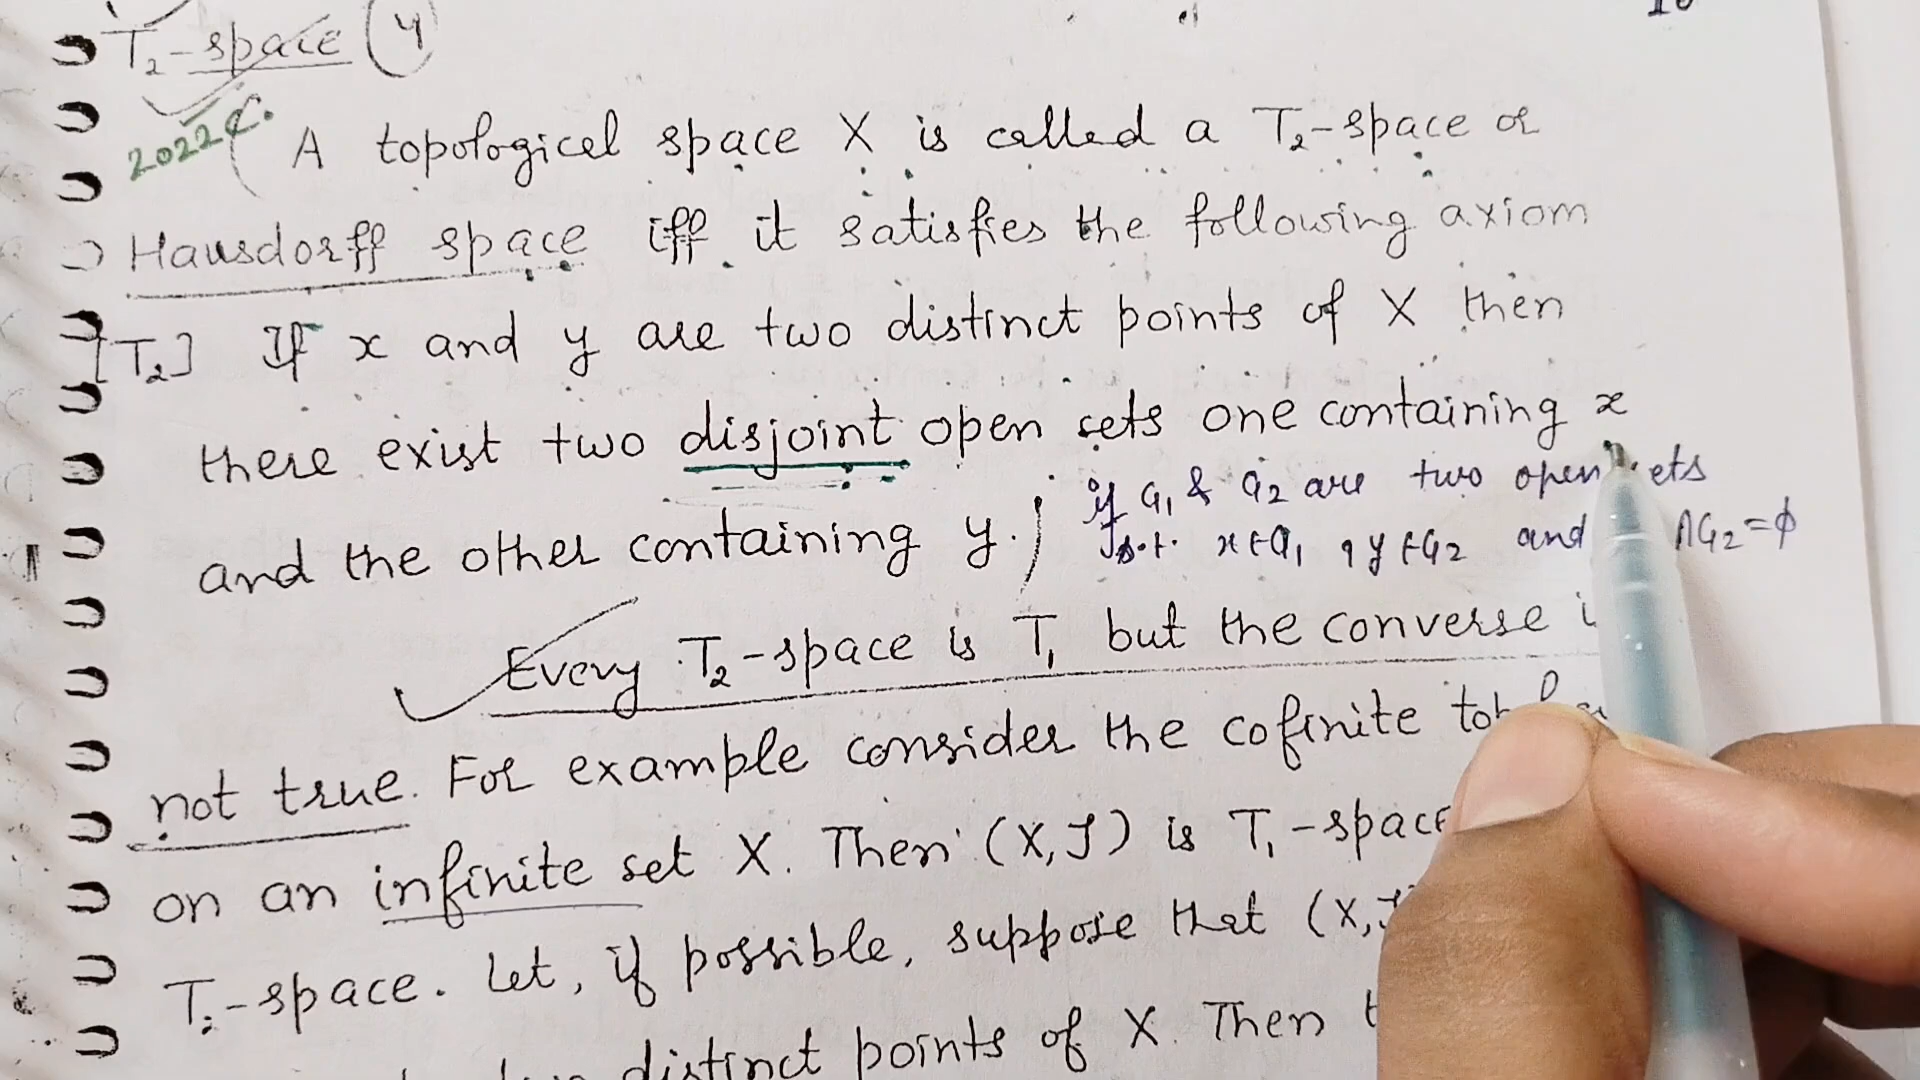 T₂-space (4)
2022 C.
A topological space X is called a T₂-space or
Hausdorff space iff it satisfies the following axiom
[T₂] If x and y are two distinct points of X then
there exist two disjoint open sets one containing x
and the other containing y.
if G₁ & G₂ are two open sets
s.t. x∈G₁, y∈G₂ and ∩G₂=ϕ
Every T₂-space is T₁ but the converse i
not true. For example consider the cofinite
on an infinite set X. Then (X,J) is T₁-space
T₂-space. Let, if possible, suppose that (X,
distinct points of X. Then